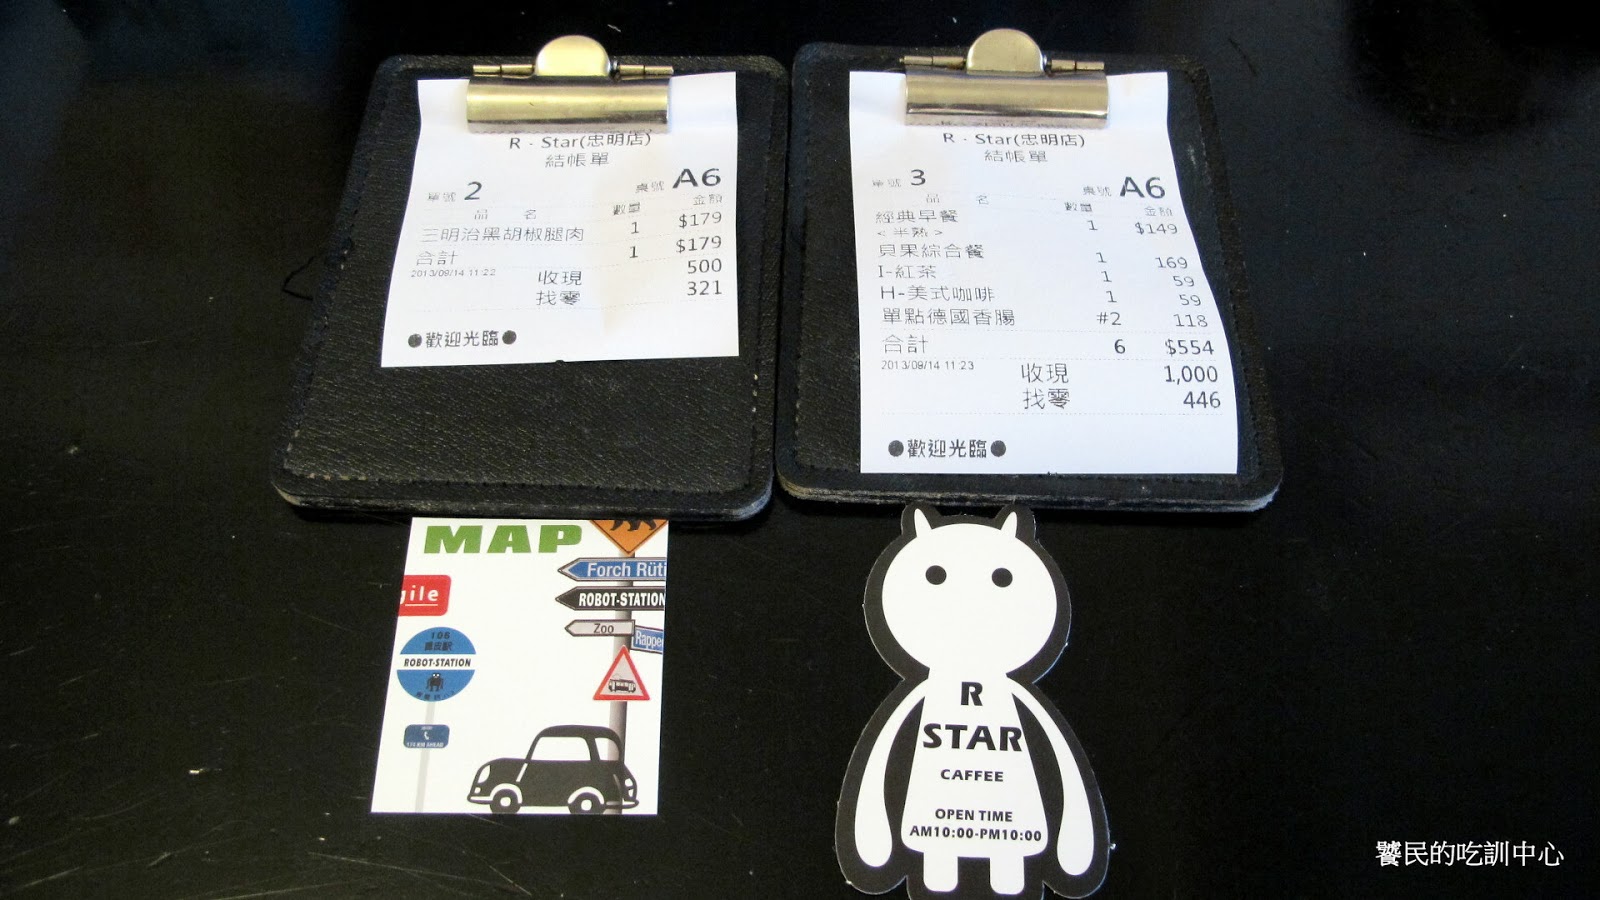 R - Star(忠明店)
結帳單
單號 2 桌號 A6
品 名 數量 金額
三明治黑胡椒腿肉 1 $179
合計 1 $179
2013/09/14 11:22
收現 500
找零 321
●歡迎光臨●
R - Star(忠明店)
結帳單
單號 3 桌號 A6
品 名 數量 金額
經典早餐 1 $149
<半熟>
貝果綜合餐 1 169
I-紅茶 1 59
H-美式咖啡 1 59
單點德國香腸 #2 118
合計 6 $554
2013/09/14 11:23
收現 1,000
找零 446
●歡迎光臨●
MAP
gile
Forch Rüti
ROBOT-STATION
Zoo
Rappe
106
ROBOT-STATION
R
STAR
CAFFEE
OPEN TIME
AM10:00-PM10:00
饕民的吃訓中心